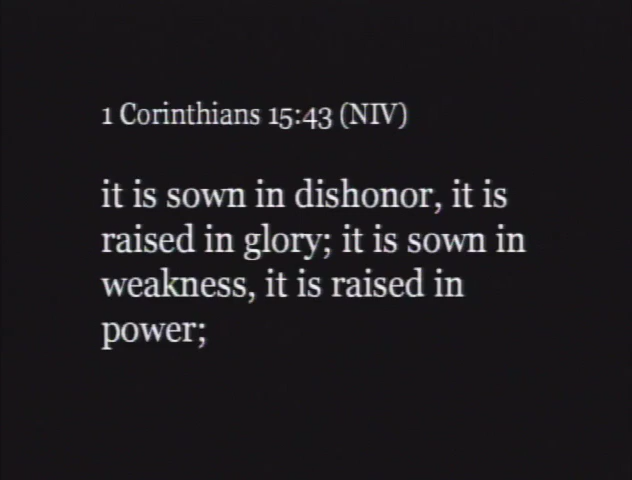 1 Corinthians 15:43 (NIV)
it is sown in dishonor, it is
raised in glory; it is sown in
weakness, it is raised in
power;